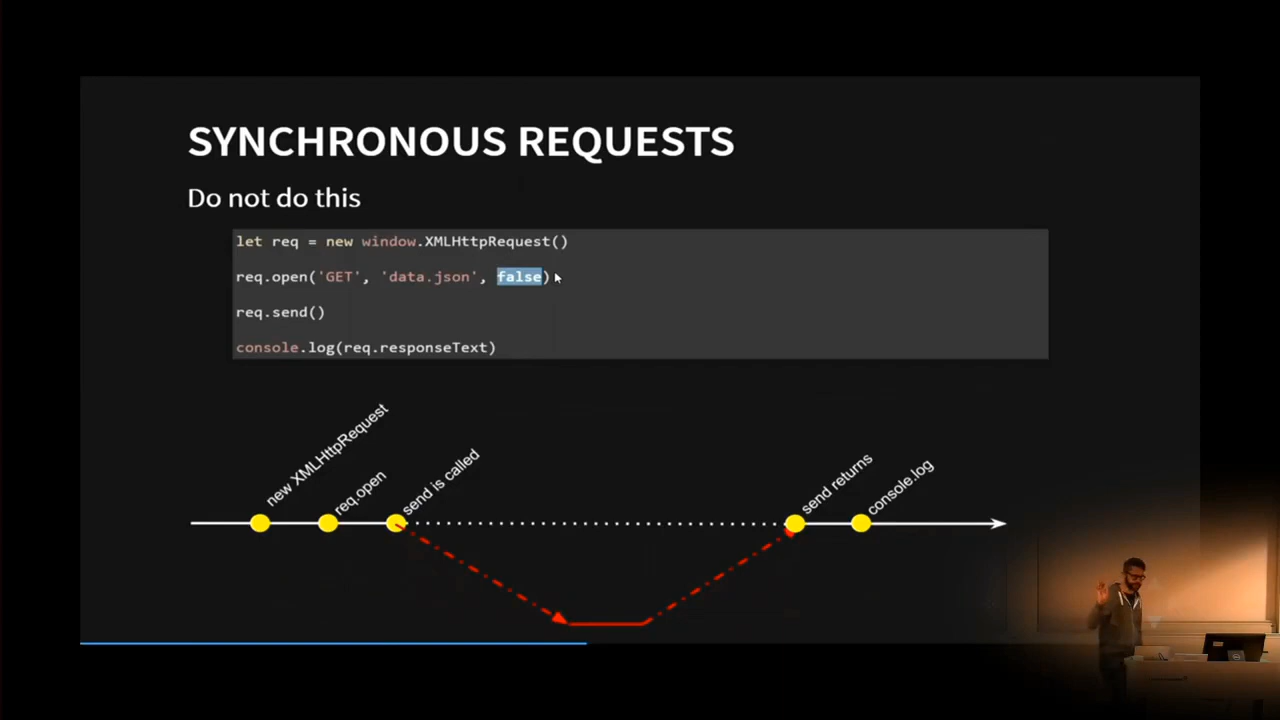 SYNCHRONOUS REQUESTS
Do not do this
let req = new window.XMLHttpRequest()
req.open('GET', 'data.json', false)
req.send()
console.log(req.responseText)
new XMLHttpRequest
req.open
send is called
send returns
console.log